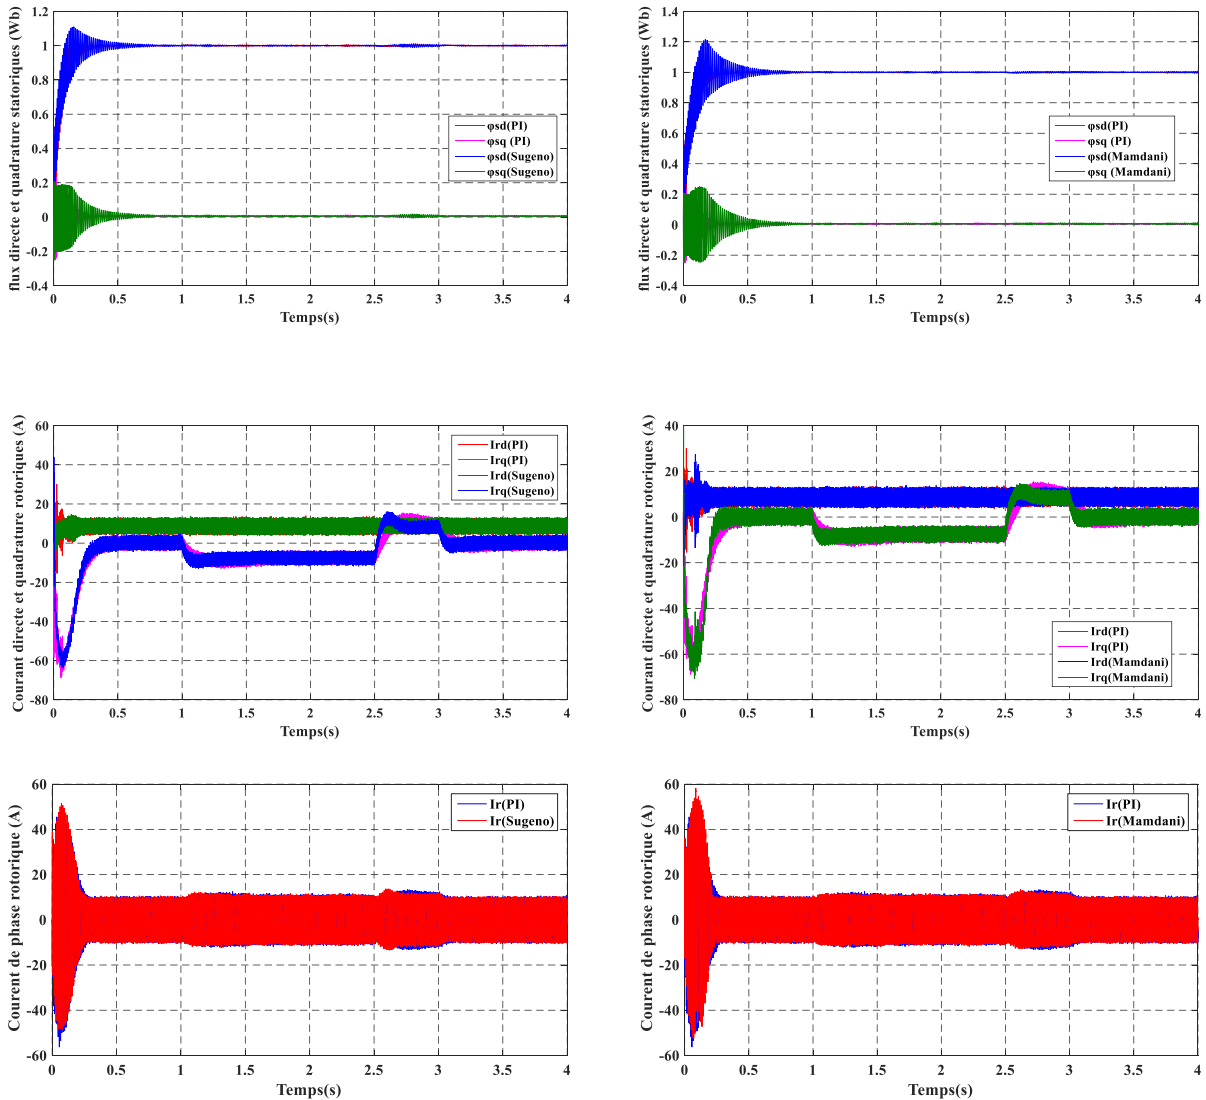 flux directe et quadrature statoriques (Wb)
1.2
1
0.8
0.6
0.4
0.2
0
-0.2
-0.4
φsd(PI)
φsq (PI)
φsd(Sugeno)
φsq(Sugeno)
0 0.5 1 1.5 2 2.5 3 3.5 4
Temps(s)
flux directe et quadrature statoriques (Wb)
1.4
1.2
1
0.8
0.6
0.4
0.2
0
-0.2
-0.4
φsd(PI)
φsq (PI)
φsd(Mamdani)
φsq (Mamdani)
0 0.5 1 1.5 2 2.5 3 3.5 4
Temps(s)
Courant directe et quadrature rotoriques (A)
60
40
20
0
-20
-40
-60
-80
Ird(PI)
Irq(PI)
Ird(Sugeno)
Irq(Sugeno)
0 0.5 1 1.5 2 2.5 3 3.5 4
Temps(s)
Courant directe et quadrature rotoriques (A)
40
20
0
-20
-40
-60
-80
Ird(PI)
Irq(PI)
Ird(Mamdani)
Irq(Mamdani)
0 0.5 1 1.5 2 2.5 3 3.5 4
Temps(s)
Courent de phase rotorique (A)
60
40
20
0
-20
-40
-60
Ir(PI)
Ir(Sugeno)
0 0.5 1 1.5 2 2.5 3 3.5 4
Temps(s)
Courent de phase rotorique (A)
60
40
20
0
-20
-40
-60
Ir(PI)
Ir(Mamdani)
0 0.5 1 1.5 2 2.5 3 3.5 4
Temps(s)